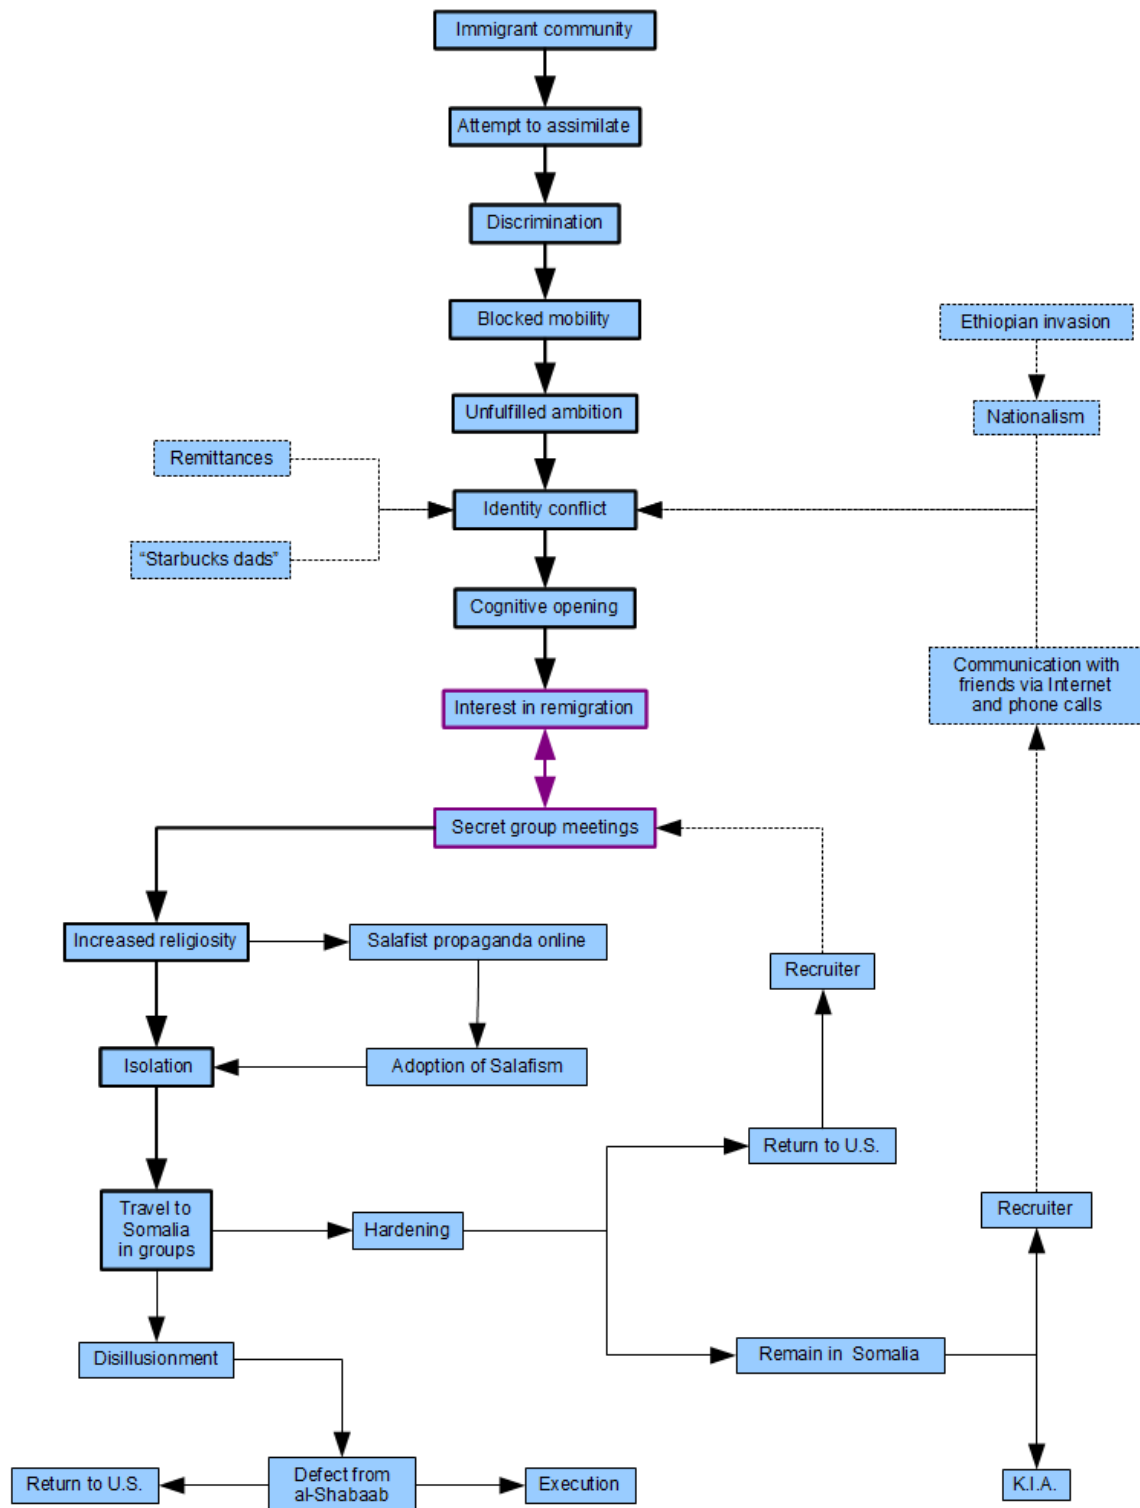 Immigrant community
Attempt to assimilate
Discrimination
Blocked mobility
Ethiopian invasion
Nationalism
Unfulfilled ambition
Remittances
Identity conflict
“Starbucks dads”
Cognitive opening
Communication with
friends via Internet
and phone calls
Interest in remigration
Secret group meetings
Increased religiosity
Salafist propaganda online
Recruiter
Isolation
Adoption of Salafism
Return to U.S.
Travel to
Somalia
in groups
Hardening
Recruiter
Disillusionment
Remain in Somalia
Return to U.S.
Defect from
al-Shabaab
Execution
K.I.A.